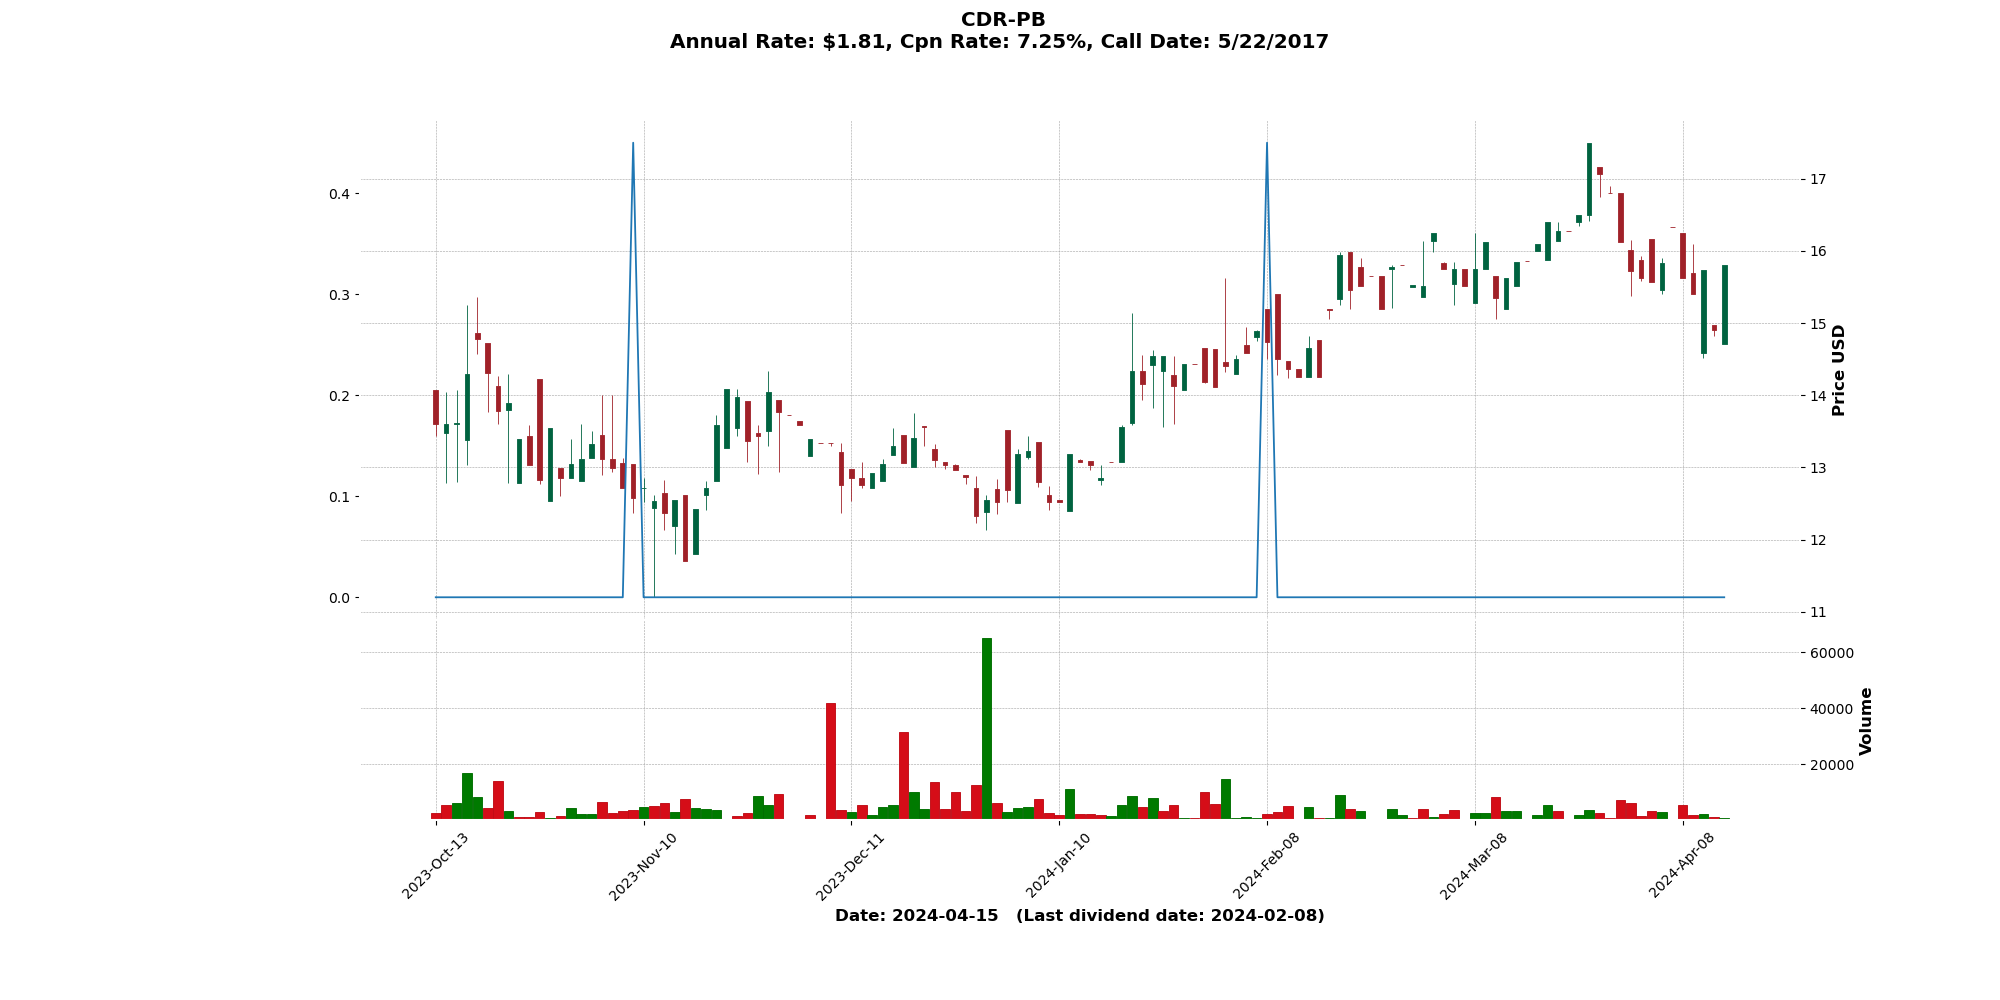 CDR-PB
Annual Rate: $1.81, Cpn Rate: 7.25%, Call Date: 5/22/2017
0.4
0.3
0.2
0.1
0.0
17
16
15
14
13
12
11
Price USD
60000
40000
20000
Volume
2023-Oct-13
2023-Nov-10
2023-Dec-11
2024-Jan-10
2024-Feb-08
2024-Mar-08
2024-Apr-08
Date: 2024-04-15 (Last dividend date: 2024-02-08)